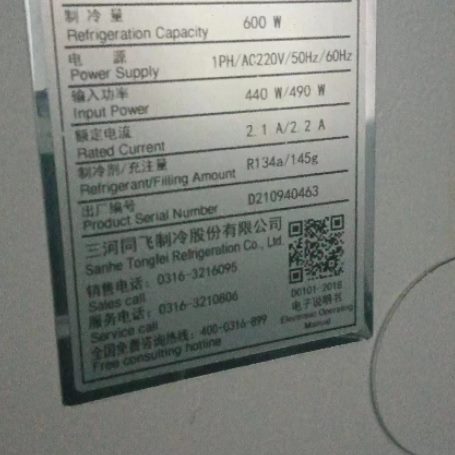 制冷量 600 W
Refrigeration Capacity
电源 1PH/AC220V/50Hz/60Hz
Power Supply
输入功率 440 W/490 W
Input Power
额定电流 2.1 A/2.2 A
Rated Current
制冷剂/充注量 R134a/145g
Refrigerant/Filling Amount
出厂编号 D210940463
Product Serial Number
三河同飞制冷股份有限公司
Sanhe Tonglei Refrigeration Co., Ltd.
销售电话: 0316-3216095
Sales call
服务电话: 0316-3210806
Service call
全国免费咨询热线: 400-0316-899
Free consulting hotline
D0101-2018
电子说明书
Electronic Operating
Manual